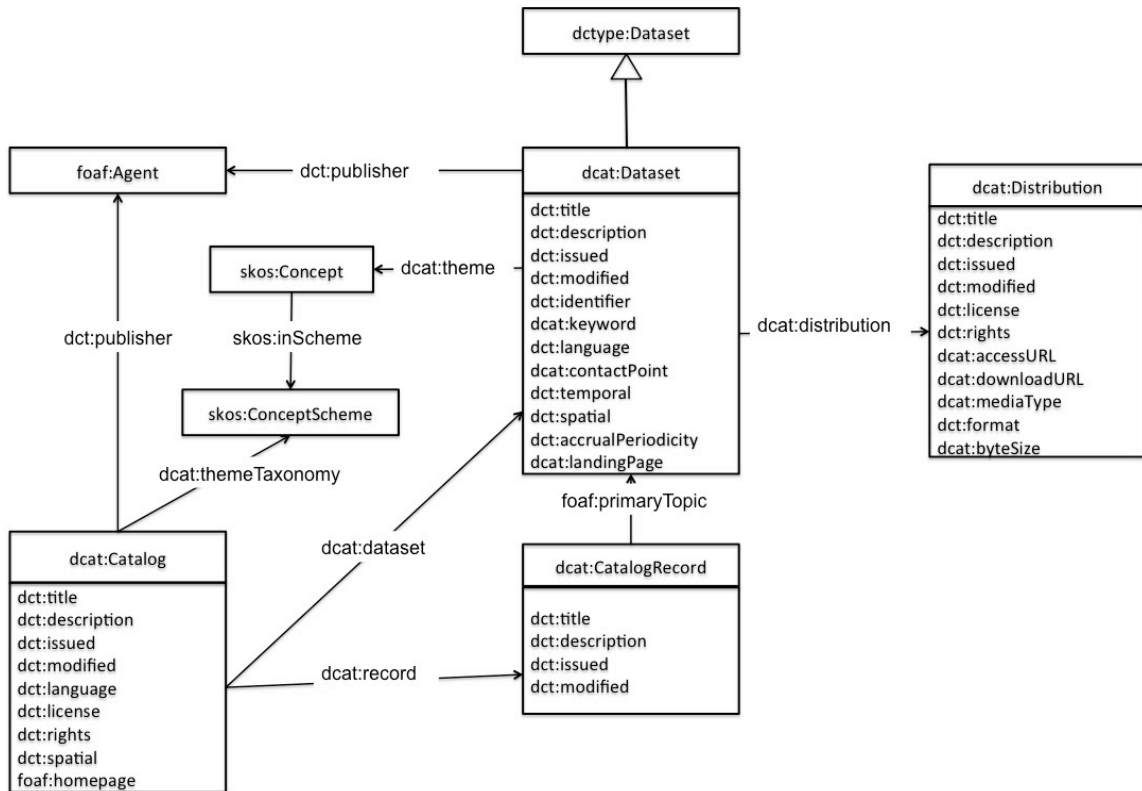 dctype:Dataset
foaf:Agent
dct:publisher
dcat:Dataset
dct:title
dct:description
dct:issued
dct:modified
dct:identifier
dcat:keyword
dct:language
dcat:contactPoint
dct:temporal
dct:spatial
dct:accrualPeriodicity
dcat:landingPage
dcat:Distribution
dct:title
dct:description
dct:issued
dct:modified
dct:license
dct:rights
dcat:accessURL
dcat:downloadURL
dcat:mediaType
dct:format
dcat:byteSize
skos:Concept
dcat:theme
dcat:distribution
dct:publisher
skos:inScheme
skos:ConceptScheme
dcat:themeTaxonomy
foaf:primaryTopic
dcat:Catalog
dct:title
dct:description
dct:issued
dct:modified
dct:language
dct:license
dct:rights
dct:spatial
foaf:homepage
dcat:dataset
dcat:record
dcat:CatalogRecord
dct:title
dct:description
dct:issued
dct:modified